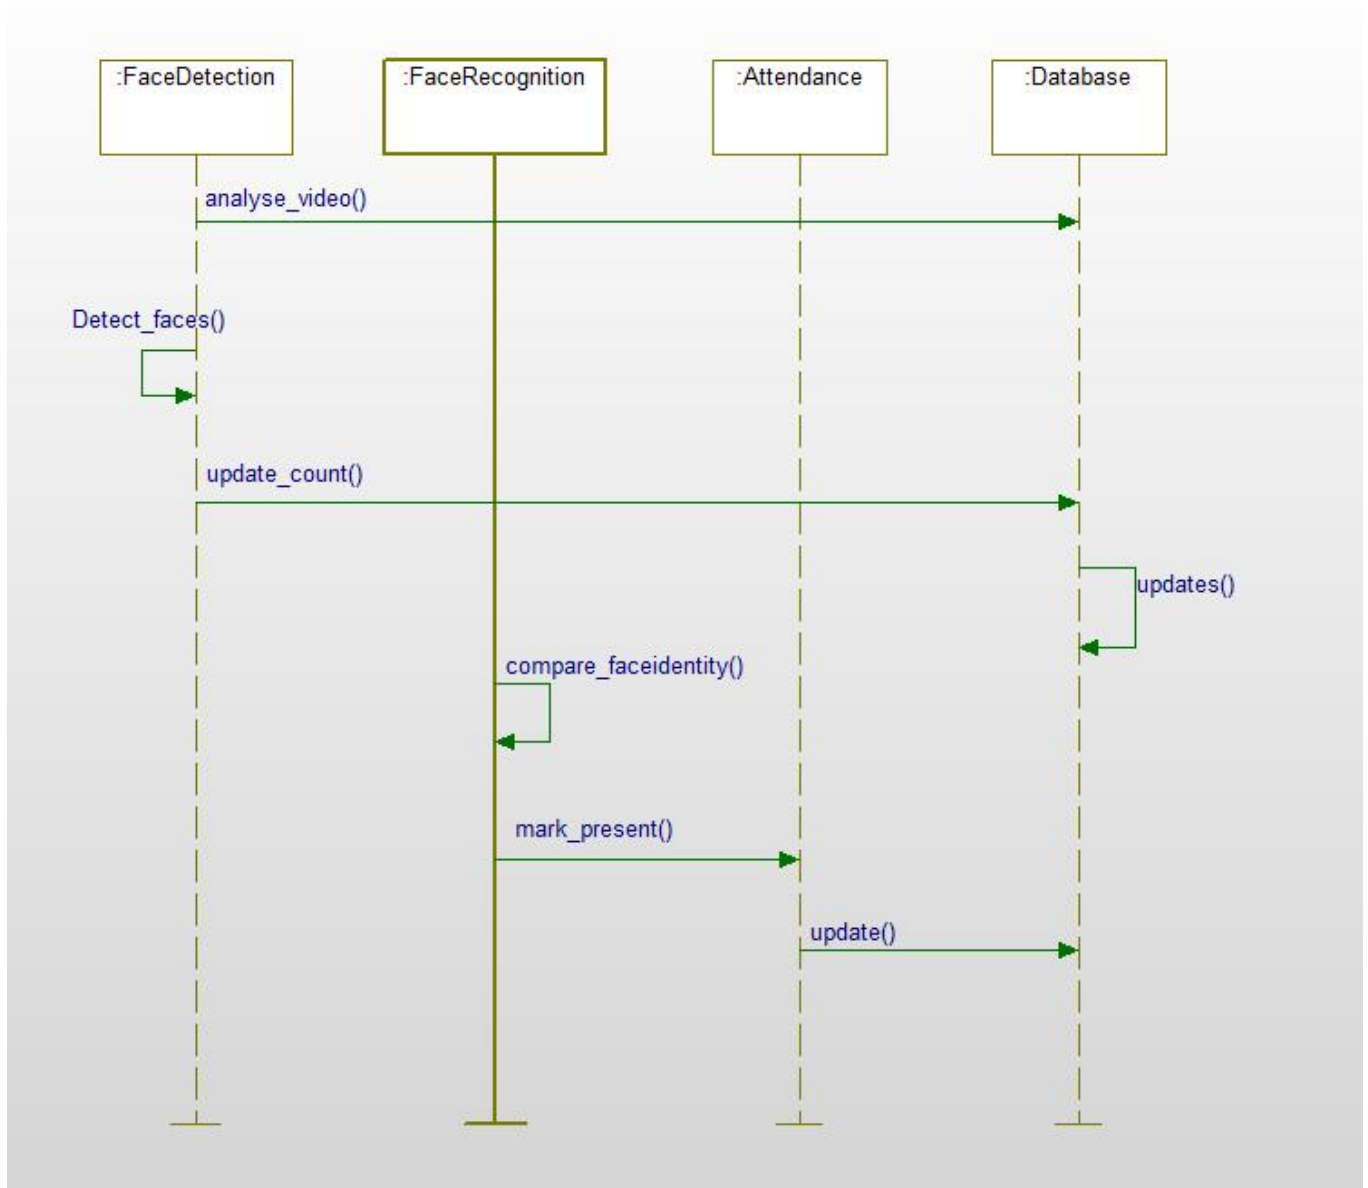 :FaceDetection
:FaceRecognition
:Attendance
:Database
analyse_video()
Detect_faces()
update_count()
updates()
compare_faceidentity()
mark_present()
update()